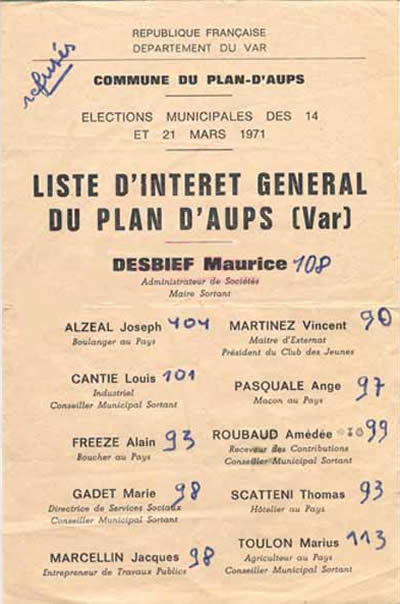 REPUBLIQUE FRANÇAISE
DEPARTEMENT DU VAR
refusés
COMMUNE DU PLAN-D'AUPS
ELECTIONS MUNICIPALES DES 14
ET 21 MARS 1971
LISTE D'INTERET GENERAL
DU PLAN D'AUPS (Var)
DESBIEF Maurice 108
Administrateur de Sociétés
Maire Sortant
ALZEAL Joseph 104
Boulanger au Pays
CANTIE Louis 101
Industriel
Conseiller Municipal Sortant
FREEZE Alain 93
Boucher au Pays
GADET Marie 98
Directrice de Services Sociaux
Conseiller Municipal Sortant
MARCELLIN Jacques 98
Entrepreneur de Travaux Publics
MARTINEZ Vincent 90
Maître d'Externat
Président du Club des Jeunes
PASQUALE Ange 97
Maçon au Pays
ROUBAUD Amédée 99
Receveur des Contributions
Conseiller Municipal Sortant
SCATTENI Thomas 93
Hôtelier au Pays
TOULON Marius 113
Agriculteur au Pays
Conseiller Municipal Sortant